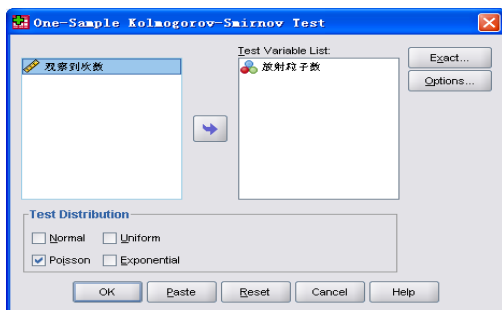 One-Sample Kolmogorov-Smirnov Test
Test Variable List:
观察到次数
放射粒子数
Exact...
Options...
Test Distribution
Normal Uniform
Poisson Exponential
OK Paste Reset Cancel Help